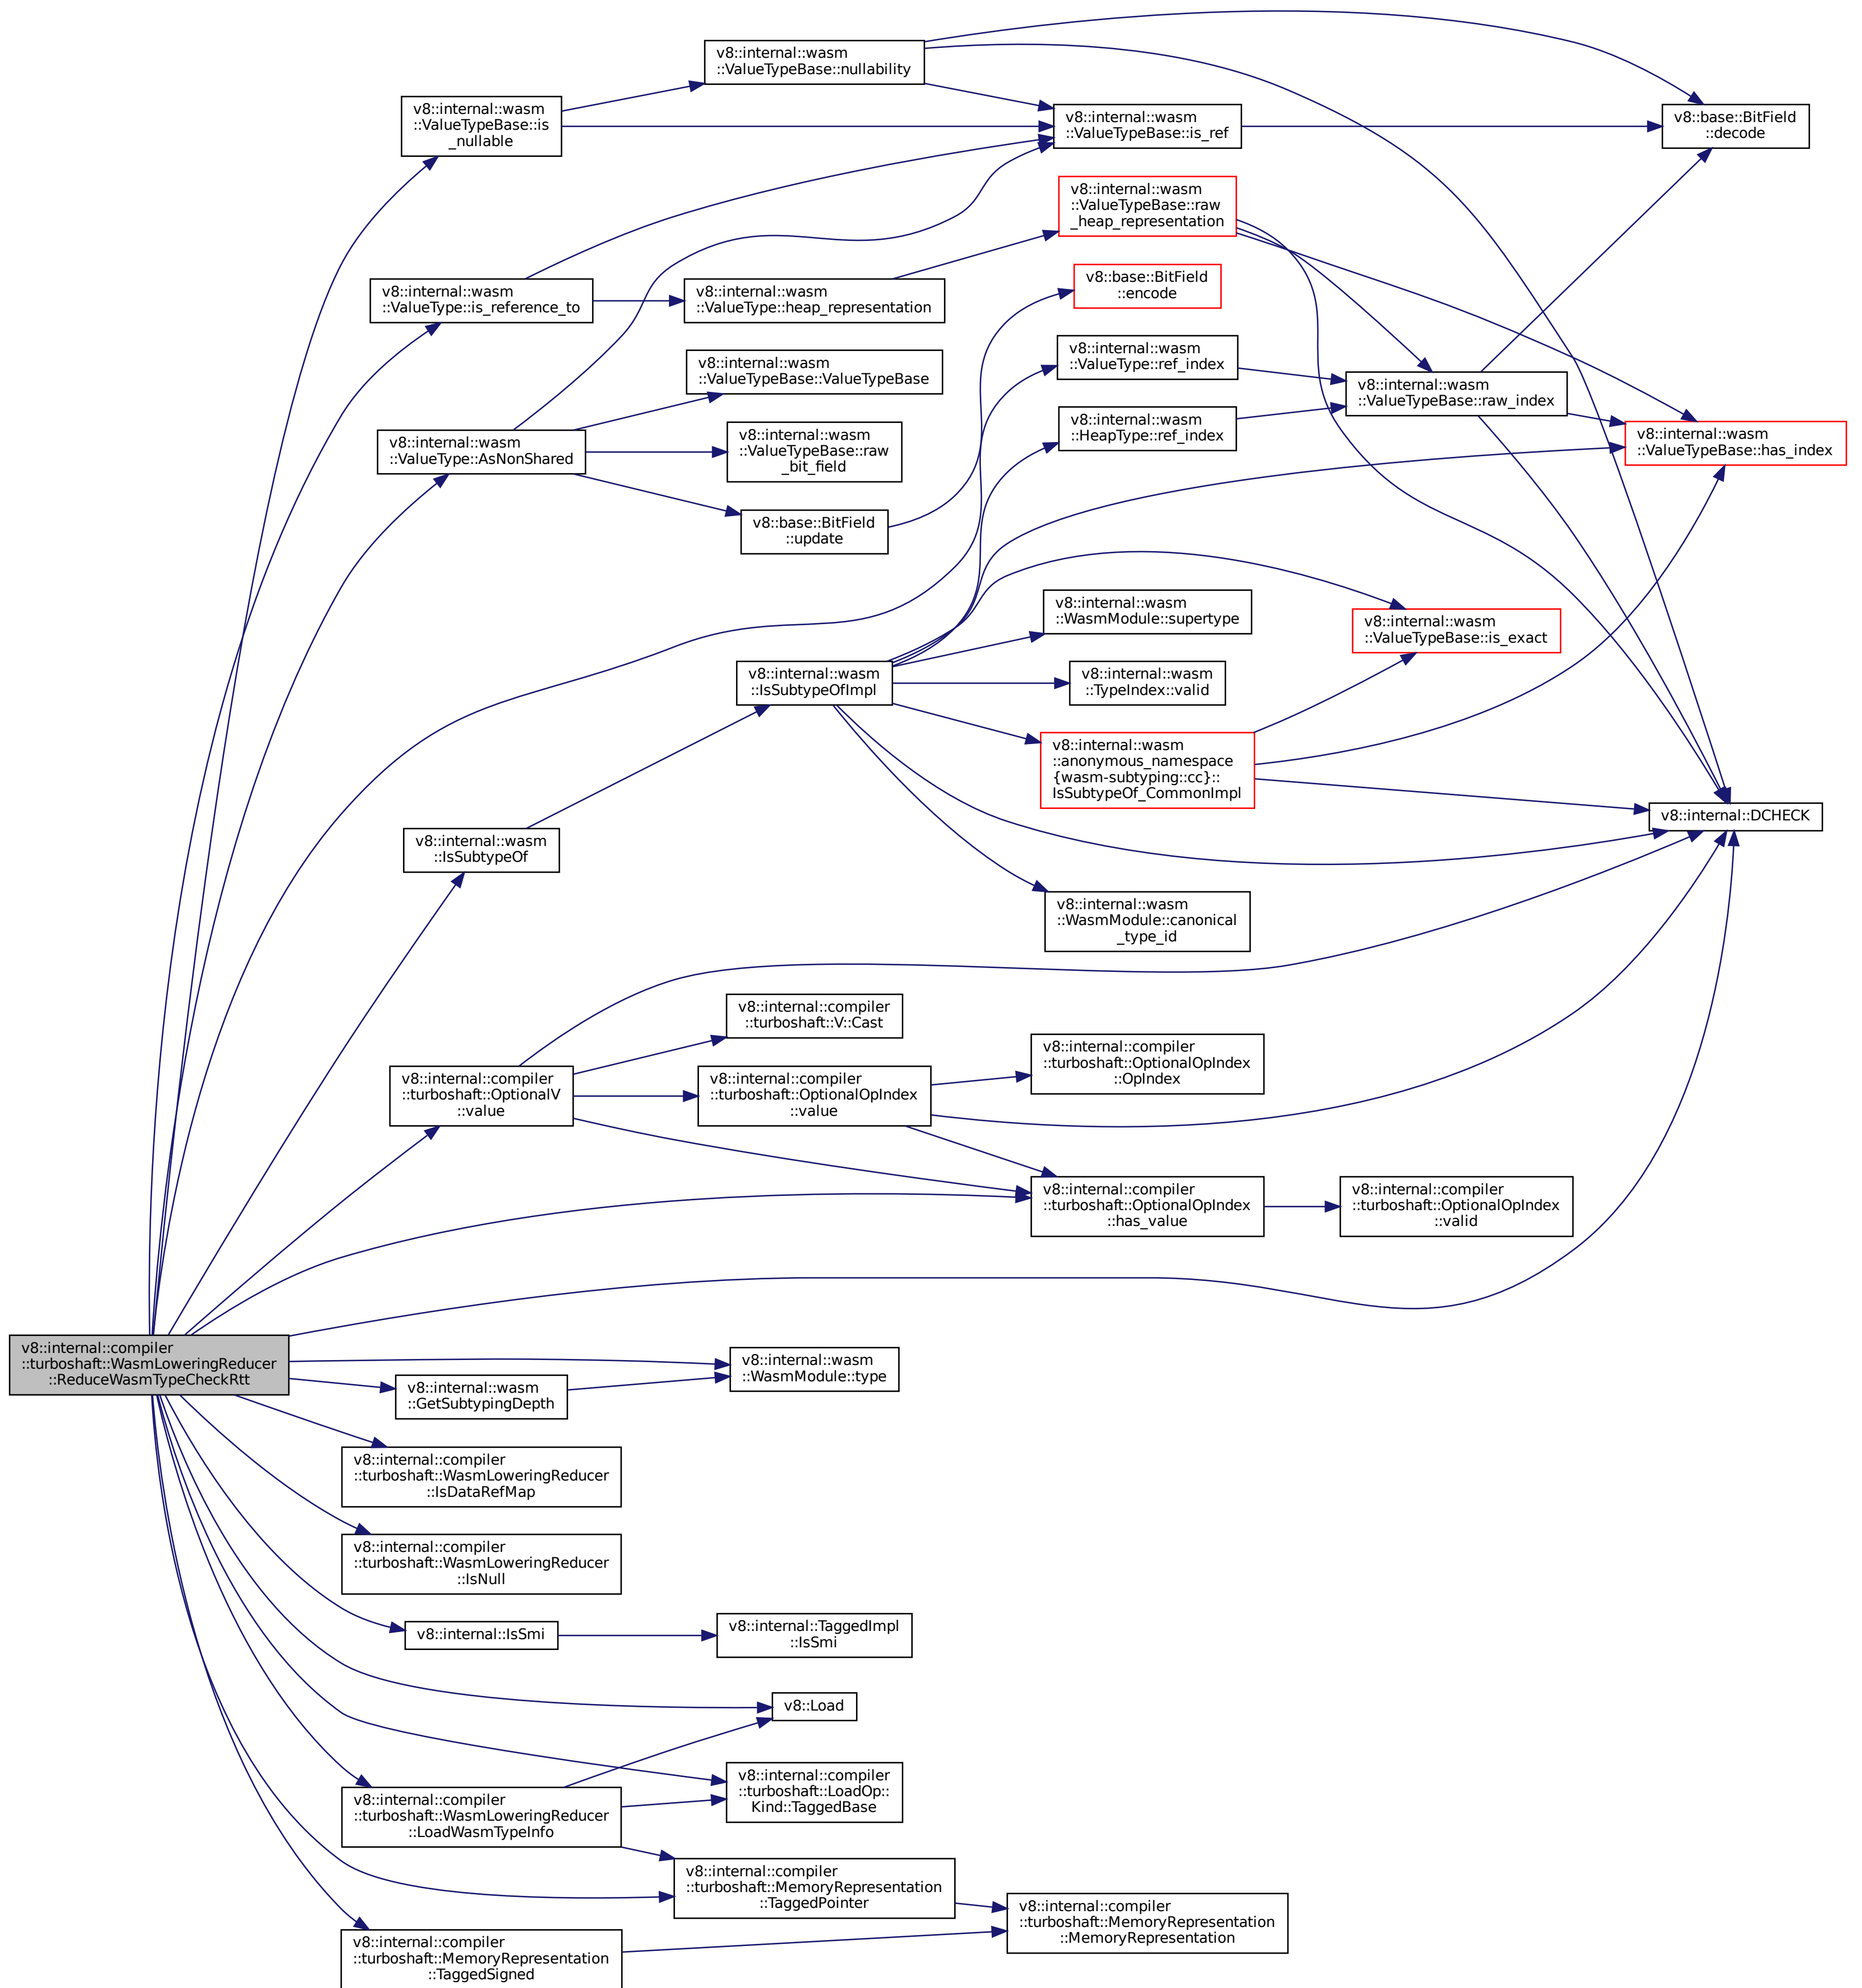 v8::internal::wasm
::ValueTypeBase::nullability
v8::internal::wasm
::ValueTypeBase::is
_nullable
v8::internal::wasm
::ValueTypeBase::is_ref
v8::base::BitField
::decode
v8::internal::wasm
::ValueTypeBase::raw
_heap_representation
v8::internal::wasm
::ValueType::is_reference_to
v8::internal::wasm
::ValueType::heap_representation
v8::base::BitField
::encode
v8::internal::wasm
::ValueTypeBase::ValueTypeBase
v8::internal::wasm
::ValueType::ref_index
v8::internal::wasm
::ValueTypeBase::raw_index
v8::internal::wasm
::HeapType::ref_index
v8::internal::wasm
::ValueTypeBase::has_index
v8::internal::wasm
::ValueType::AsNonShared
v8::internal::wasm
::ValueTypeBase::raw
_bit_field
v8::base::BitField
::update
v8::internal::wasm
::WasmModule::supertype
v8::internal::wasm
::ValueTypeBase::is_exact
v8::internal::wasm
::IsSubtypeOfImpl
v8::internal::wasm
::TypeIndex::valid
v8::internal::wasm
::anonymous_namespace
{wasm-subtyping::cc}::
IsSubtypeOf_CommonImpl
v8::internal::DCHECK
v8::internal::wasm
::IsSubtypeOf
v8::internal::wasm
::WasmModule::canonical
_type_id
v8::internal::compiler
::turboshaft::V::Cast
v8::internal::compiler
::turboshaft::OptionalOpIndex
::OpIndex
v8::internal::compiler
::turboshaft::OptionalV
::value
v8::internal::compiler
::turboshaft::OptionalOpIndex
::value
v8::internal::compiler
::turboshaft::OptionalOpIndex
::has_value
v8::internal::compiler
::turboshaft::OptionalOpIndex
::valid
v8::internal::compiler
::turboshaft::WasmLoweringReducer
::ReduceWasmTypeCheckRtt
v8::internal::wasm
::WasmModule::type
v8::internal::wasm
::GetSubtypingDepth
v8::internal::compiler
::turboshaft::WasmLoweringReducer
::IsDataRefMap
v8::internal::compiler
::turboshaft::WasmLoweringReducer
::IsNull
v8::internal::IsSmi
v8::internal::TaggedImpl
::IsSmi
v8::Load
v8::internal::compiler
::turboshaft::LoadOp::
Kind::TaggedBase
v8::internal::compiler
::turboshaft::WasmLoweringReducer
::LoadWasmTypeInfo
v8::internal::compiler
::turboshaft::MemoryRepresentation
::TaggedPointer
v8::internal::compiler
::turboshaft::MemoryRepresentation
::MemoryRepresentation
v8::internal::compiler
::turboshaft::MemoryRepresentation
::TaggedSigned